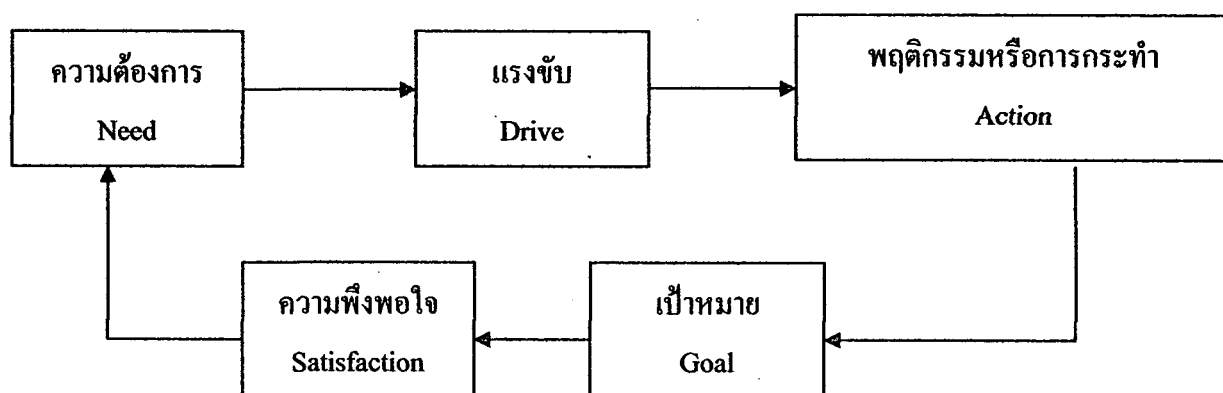 ความต้องการ
Need
แรงขับ
Drive
พฤติกรรมหรือการกระทำ
Action
ความพึงพอใจ
Satisfaction
เป้าหมาย
Goal